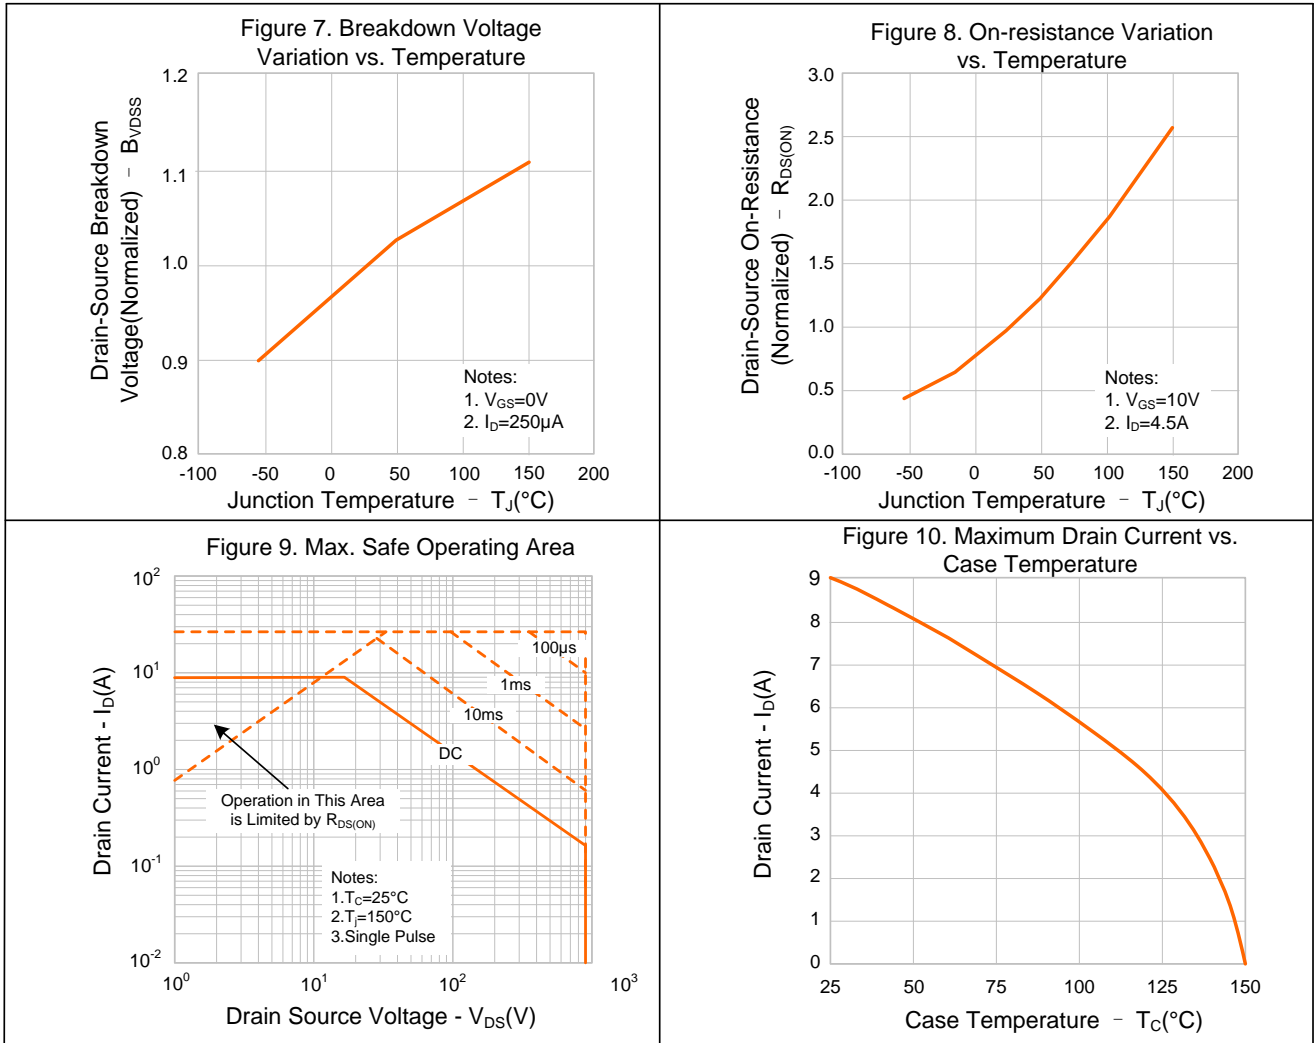 Figure 7. Breakdown Voltage
Variation vs. Temperature
Drain-Source Breakdown
Voltage(Normalized) – BVDSS
1.2
1.1
1.0
0.9
0.8
Notes:
1. VGS=0V
2. ID=250μA
-100 -50 0 50 100 150 200
Junction Temperature – TJ(°C)
Figure 8. On-resistance Variation
vs. Temperature
Drain-Source On-Resistance
(Normalized) – RDS(ON)
3.0
2.5
2.0
1.5
1.0
0.5
0.0
Notes:
1. VGS=10V
2. ID=4.5A
-100 -50 0 50 100 150 200
Junction Temperature – TJ(°C)
Figure 9. Max. Safe Operating Area
Drain Current - ID(A)
10²
10¹
10⁰
10⁻¹
10⁻²
100μs
1ms
10ms
DC
Operation in This Area
is Limited by RDS(ON)
Notes:
1.TC=25°C
2.Tj=150°C
3.Single Pulse
10⁰ 10¹ 10² 10³
Drain Source Voltage - VDS(V)
Figure 10. Maximum Drain Current vs.
Case Temperature
Drain Current - ID(A)
9
8
7
6
5
4
3
2
1
0
25 50 75 100 125 150
Case Temperature – TC(°C)